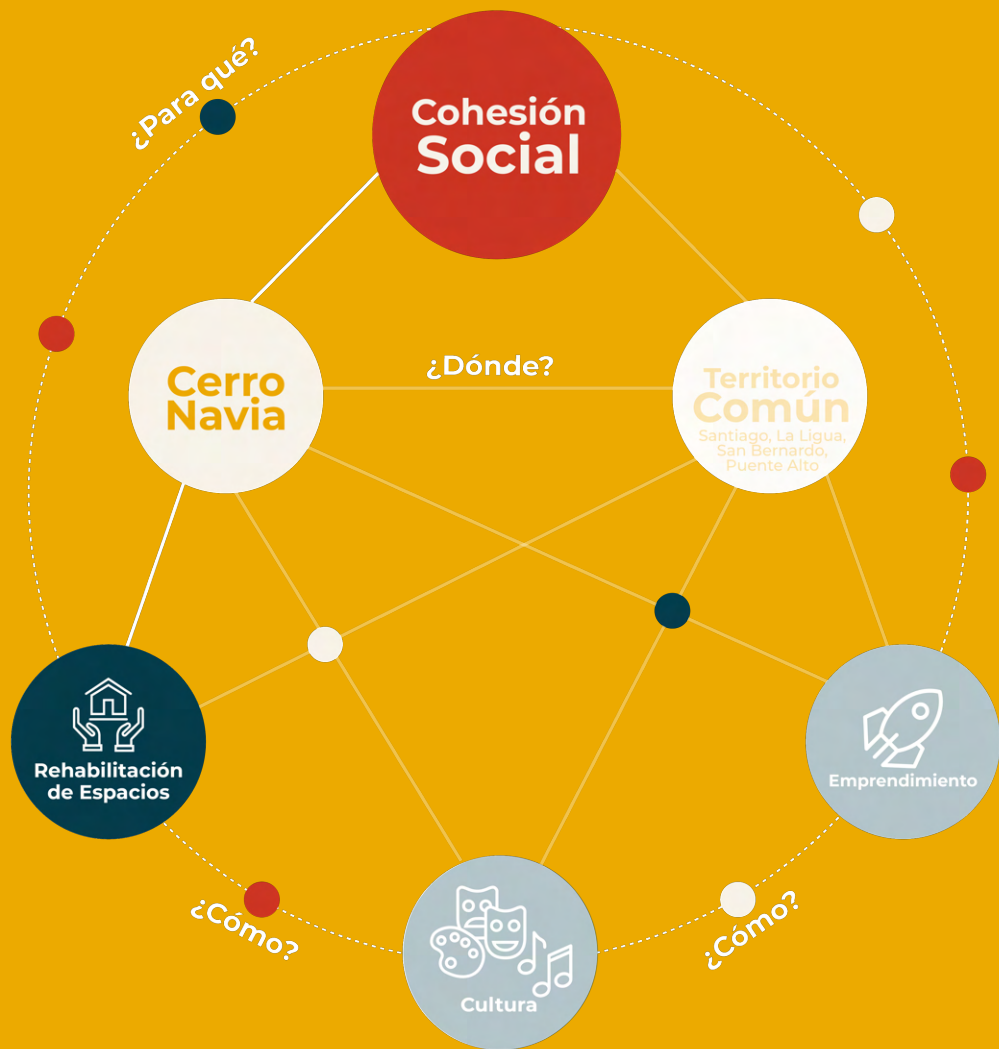 ¿Para qué?
Cohesión
Social
¿Dónde?
Cerro
Navia
Territorio
Común
Santiago, La Ligua,
San Bernardo,
Puente Alto
Rehabilitación
de Espacios
Emprendimiento
¿Cómo?
¿Cómo?
Cultura